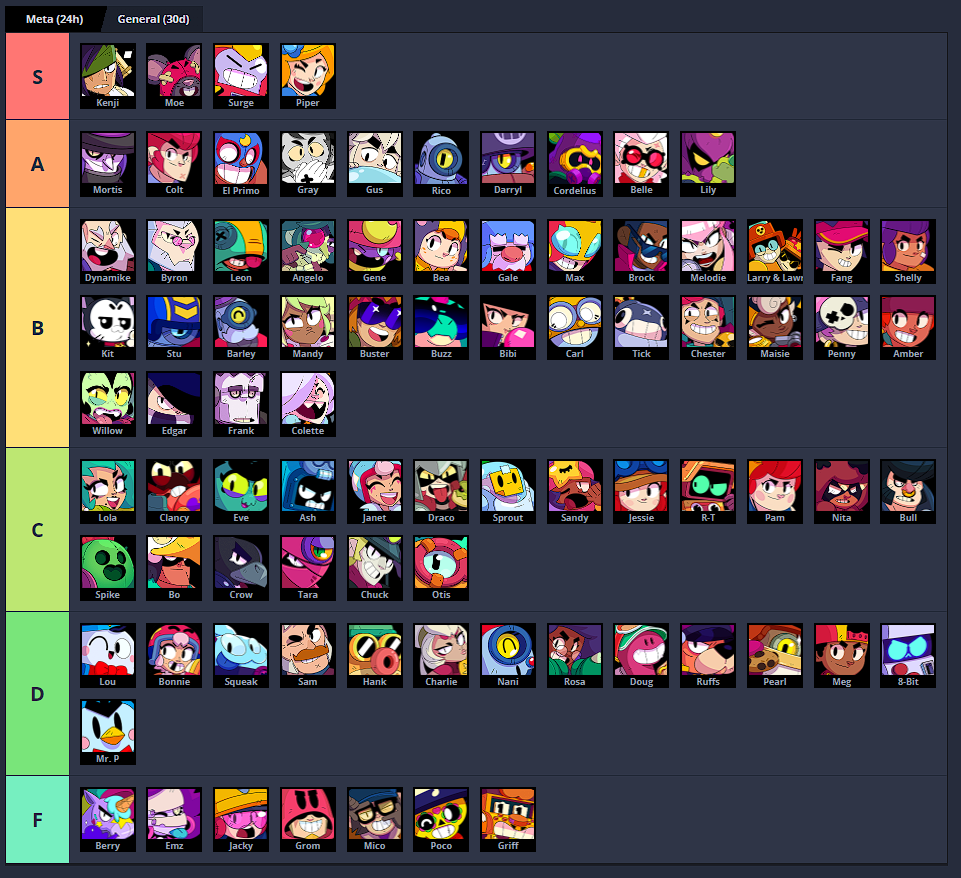 Meta (24h) General (30d)
S
Kenji Moe Surge Piper
A
Mortis Colt El Primo Gray Gus Rico Darryl Cordelius Belle Lily
B
Dynamike Byron Leon Angelo Gene Bea Gale Max Brock Melodie Larry & Lawr Fang Shelly
Kit Stu Barley Mandy Buster Buzz Bibi Carl Tick Chester Maisie Penny Amber
Willow Edgar Frank Colette
C
Lola Clancy Eve Ash Janet Draco Sprout Sandy Jessie R-T Pam Nita Bull
Spike Bo Crow Tara Chuck Otis
D
Lou Bonnie Squeak Sam Hank Charlie Nani Rosa Doug Ruffs Pearl Meg 8-Bit
Mr. P
F
Berry Emz Jacky Grom Mico Poco Griff